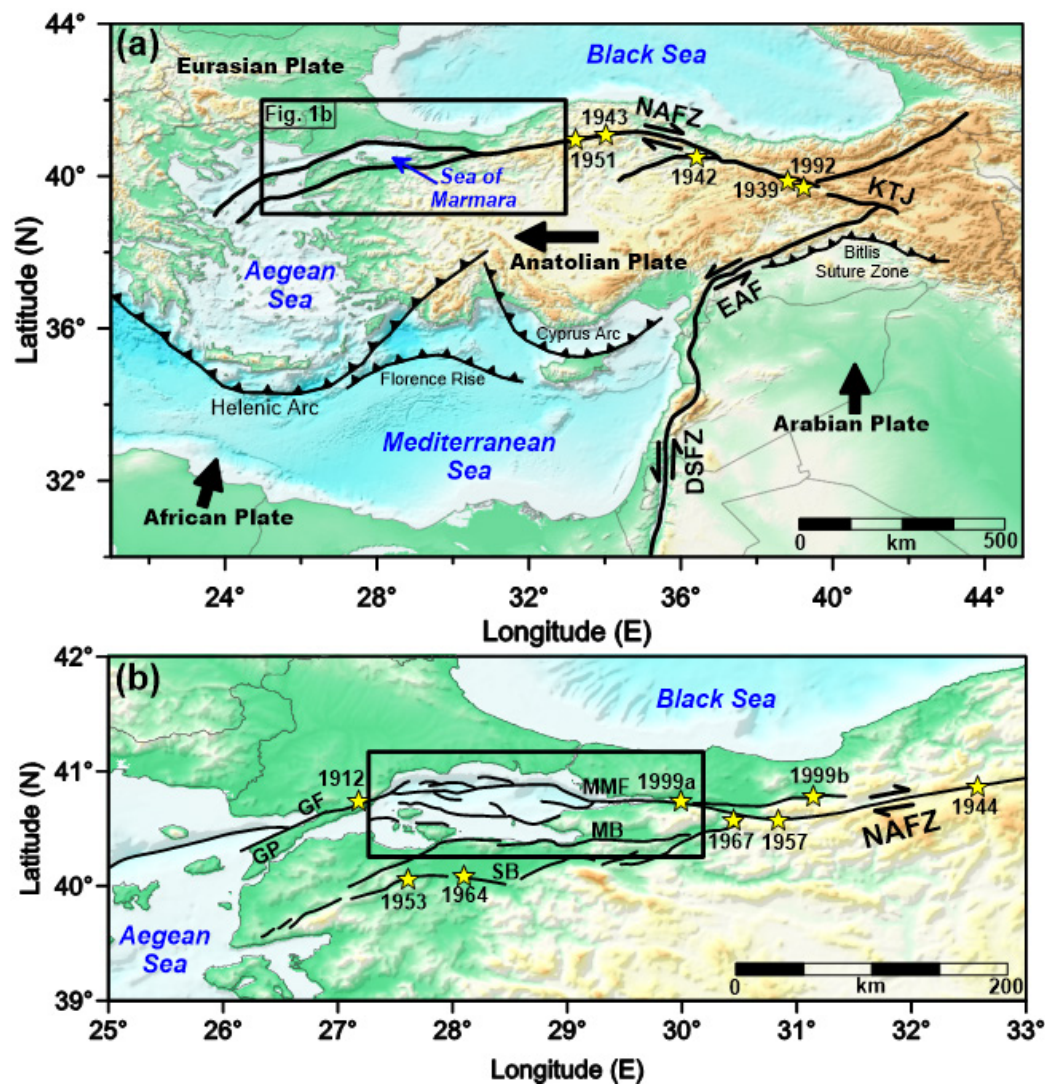 44°
(a)
Eurasian Plate
Black Sea
Fig. 1b
1943
NAFZ
1951
1942
1992
1939
40°
Sea of
Marmara
KTJ
Anatolian Plate
Bitlis
Suture Zone
Aegean
Sea
EAF
Latitude (N)
36°
Cyprus Arc
Florence Rise
Helenic Arc
Arabian Plate
Mediterranean
Sea
DSFZ
32°
African Plate
0 km 500
24° 28° 32° 36° 40° 44°
Longitude (E)
42°
(b)
Black Sea
41°
1912
1999a
1999b
MMF
GF
1944
NAFZ
MB
1967
1957
GP
Latitude (N)
40°
SB
1953
1964
Aegean
Sea
0 km 200
39°
25° 26° 27° 28° 29° 30° 31° 32° 33°
Longitude (E)